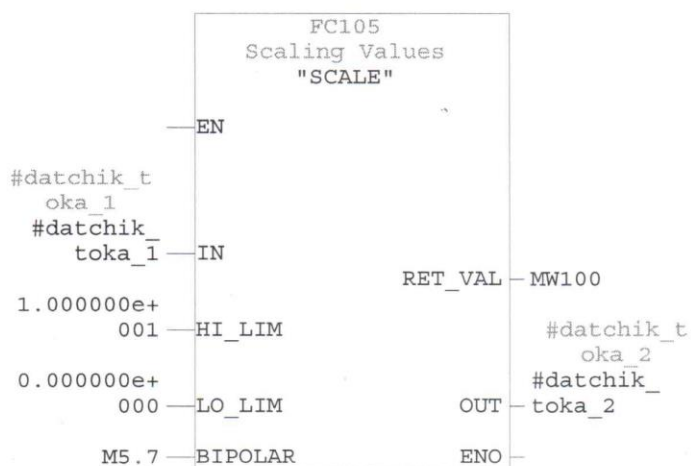 FC105
Scaling Values
"SCALE"
EN
#datchik_t
oka_1
#datchik_
toka_1
IN
RET_VAL
MW100
1.000000e+
001
HI_LIM
#datchik_t
oka_2
#datchik_
toka_2
0.000000e+
000
LO_LIM
OUT
M5.7
BIPOLAR
ENO